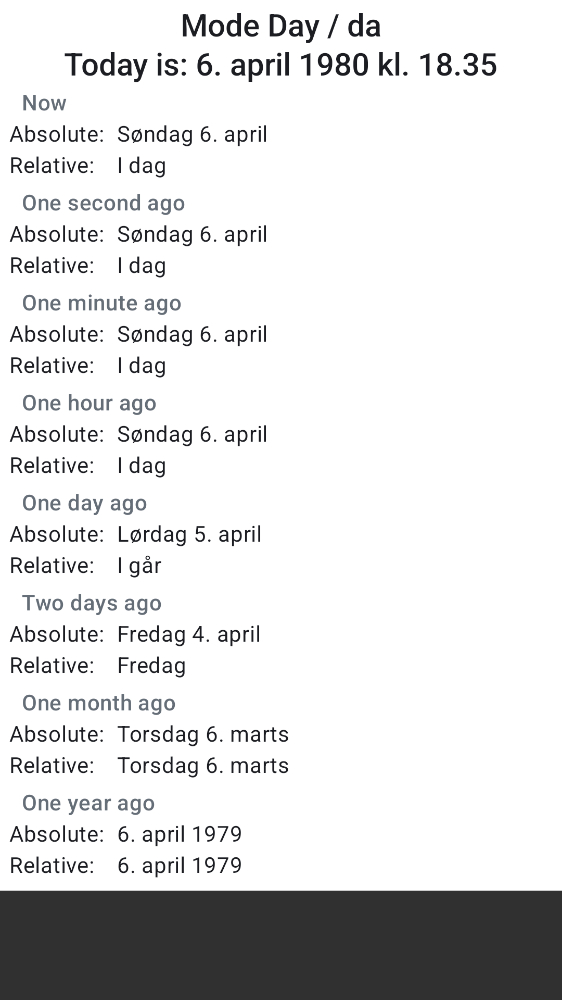 Mode Day / da
Today is: 6. april 1980 kl. 18.35
Now
Absolute: Søndag 6. april
Relative: I dag
One second ago
Absolute: Søndag 6. april
Relative: I dag
One minute ago
Absolute: Søndag 6. april
Relative: I dag
One hour ago
Absolute: Søndag 6. april
Relative: I dag
One day ago
Absolute: Lørdag 5. april
Relative: I går
Two days ago
Absolute: Fredag 4. april
Relative: Fredag
One month ago
Absolute: Torsdag 6. marts
Relative: Torsdag 6. marts
One year ago
Absolute: 6. april 1979
Relative: 6. april 1979